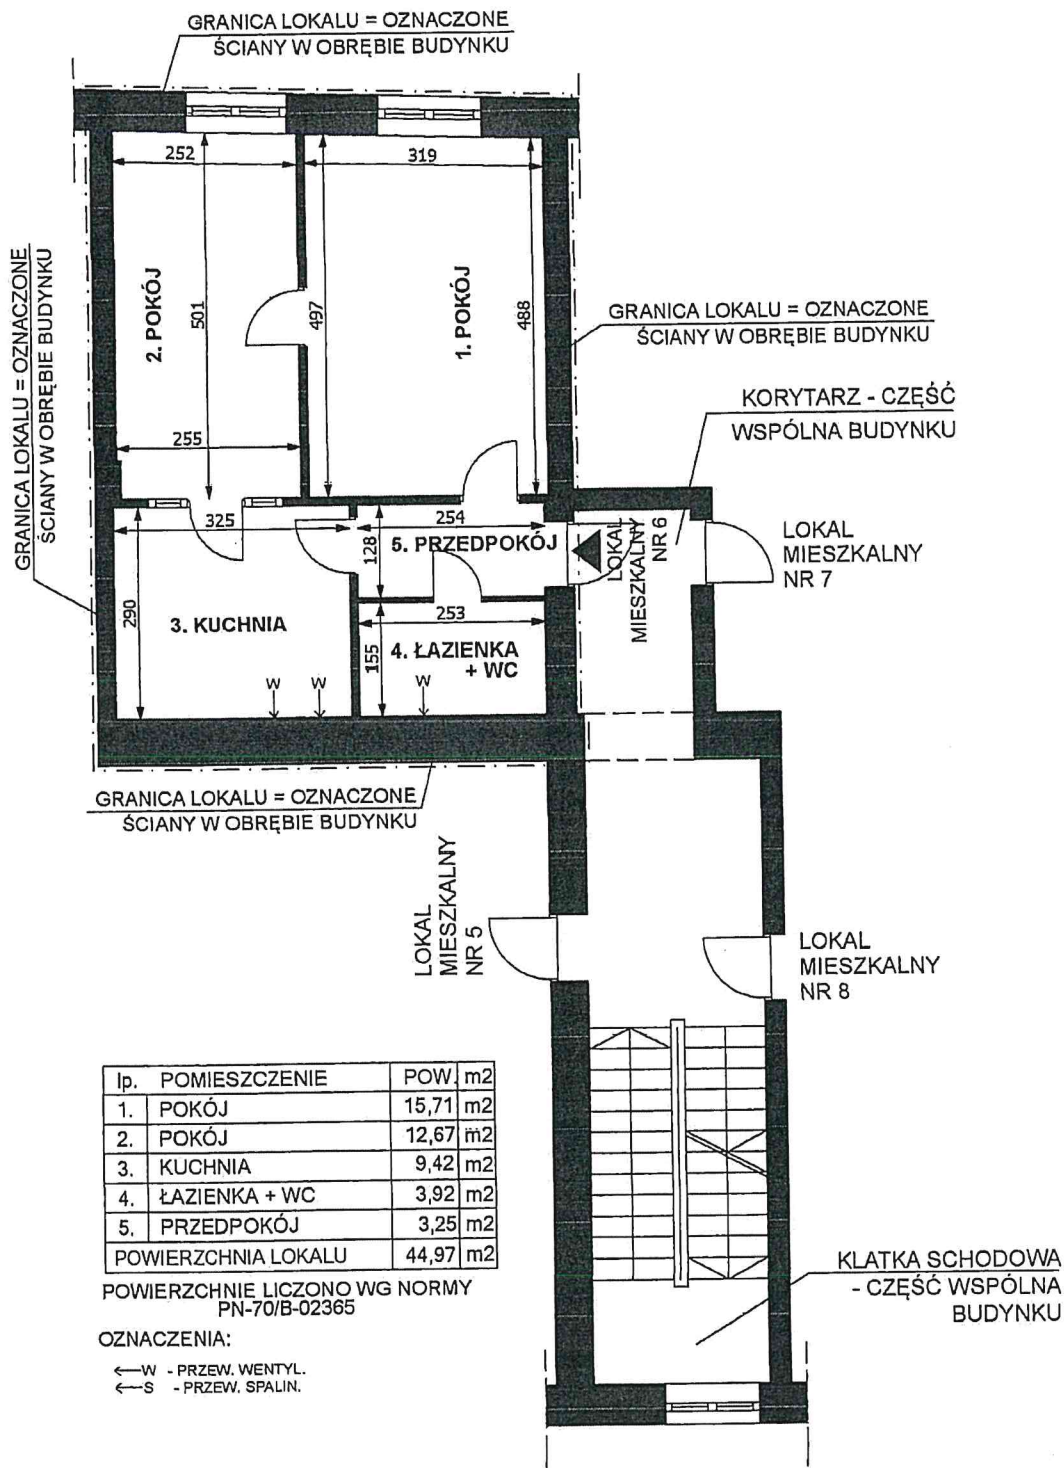 GRANICA LOKALU = OZNACZONE
ŚCIANY W OBRĘBIE BUDYNKU
252
319
2. POKÓJ
501
497
1. POKÓJ
488
255
GRANICA LOKALU = OZNACZONE
ŚCIANY W OBRĘBIE BUDYNKU
GRANICA LOKALU = OZNACZONE
ŚCIANY W OBRĘBIE BUDYNKU
KORYTARZ - CZĘŚĆ
WSPÓLNA BUDYNKU
325
254
128
5. PRZEDPOKÓJ
LOKAL
MIESZKALNY
NR 6
LOKAL
MIESZKALNY
NR 7
290
3. KUCHNIA
253
155
4. ŁAZIENKA
+ WC
W
W
W
GRANICA LOKALU = OZNACZONE
ŚCIANY W OBRĘBIE BUDYNKU
LOKAL
MIESZKALNY
NR 5
LOKAL
MIESZKALNY
NR 8
lp. POMIESZCZENIE POW. m2
1. POKÓJ 15,71 m2
2. POKÓJ 12,67 m2
3. KUCHNIA 9,42 m2
4. ŁAZIENKA + WC 3,92 m2
5. PRZEDPOKÓJ 3,25 m2
POWIERZCHNIA LOKALU 44,97 m2
POWIERZCHNIE LICZONO WG NORMY
PN-70/B-02365
OZNACZENIA:
←W - PRZEW. WENTYL.
←S - PRZEW. SPALIN.
KLATKA SCHODOWA
- CZĘŚĆ WSPÓLNA
BUDYNKU